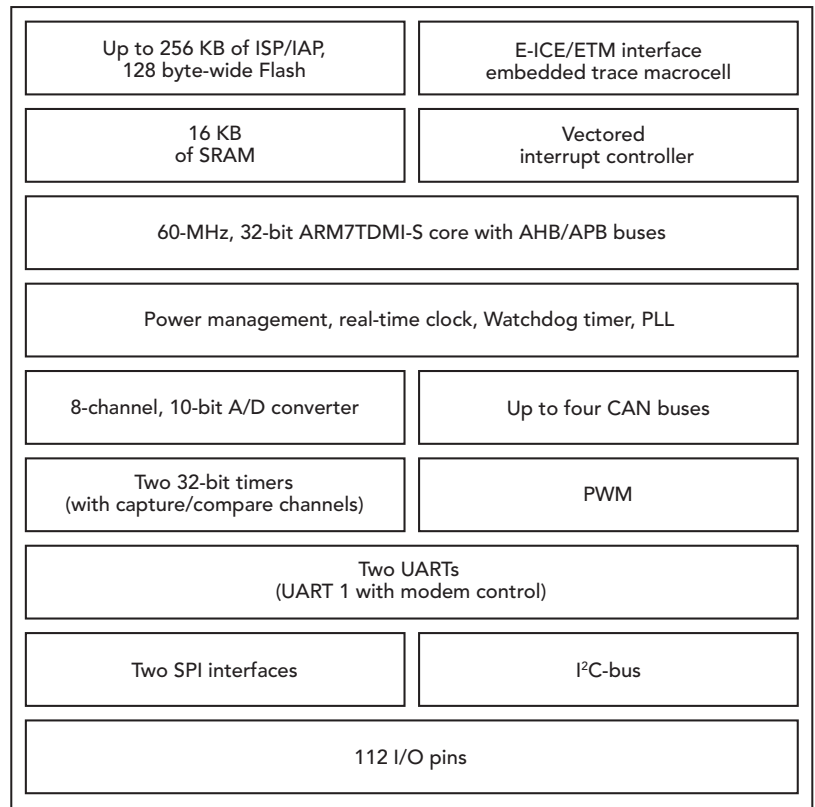 Up to 256 KB of ISP/IAP,
128 byte-wide Flash
E-ICE/ETM interface
embedded trace macrocell
16 KB
of SRAM
Vectored
interrupt controller
60-MHz, 32-bit ARM7TDMI-S core with AHB/APB buses
Power management, real-time clock, Watchdog timer, PLL
8-channel, 10-bit A/D converter
Up to four CAN buses
Two 32-bit timers
(with capture/compare channels)
PWM
Two UARTs
(UART 1 with modem control)
Two SPI interfaces
I²C-bus
112 I/O pins